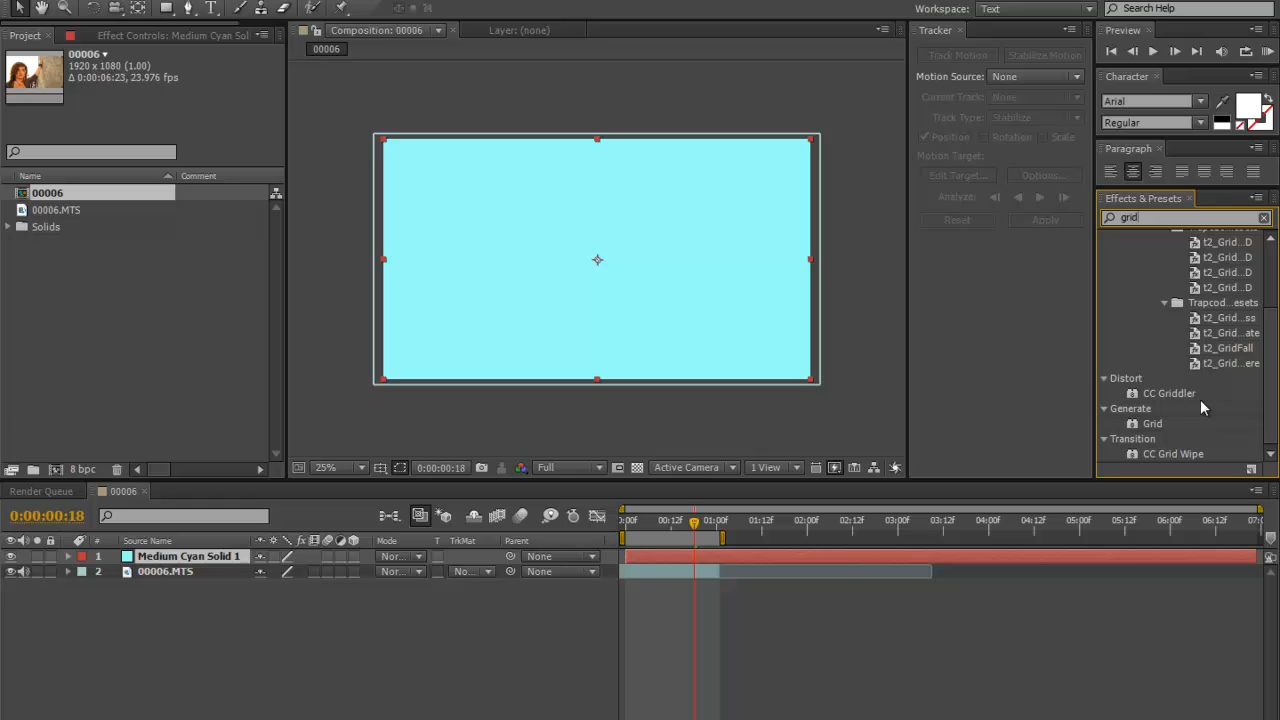 Workspace: Text
Search Help
Project
Effect Controls: Medium Cyan Sol
Composition: 00006
Layer: (none)
Tracker
Preview
00006
1920 x 1080 (1.00)
Δ 0:00:06:23, 23.976 fps
00006
Track Motion
Stabilize Motion
Motion Source: None
Current Track: None
Track Type: Stabilize
Position
Rotation
Scale
Motion Target:
Edit Target...
Options...
Analyze:
Reset
Apply
Character
Arial
Regular
Paragraph
Effects & Presets
grid
t2_Grid...D
t2_Grid...D
t2_Grid...D
t2_Grid...D
Trapcod...esets
t2_Grid...ss
t2_Grid...ate
t2_GridFall
t2_Grid...ere
Distort
CC Griddler
Generate
Grid
Transition
CC Grid Wipe
Name
Comment
00006
00006.MTS
Solids
8 bpc
25%
0:00:00:18
Full
Active Camera
1 View
Render Queue
00006
0:00:00:18
00:12f
01:00f
01:12f
02:00f
02:12f
03:00f
03:12f
04:00f
04:12f
05:00f
05:12f
06:00f
06:12f
#
Source Name
Mode
T
TrkMat
Parent
1
Medium Cyan Solid 1
Nor...
None
2
00006.MTS
Nor...
No...
None